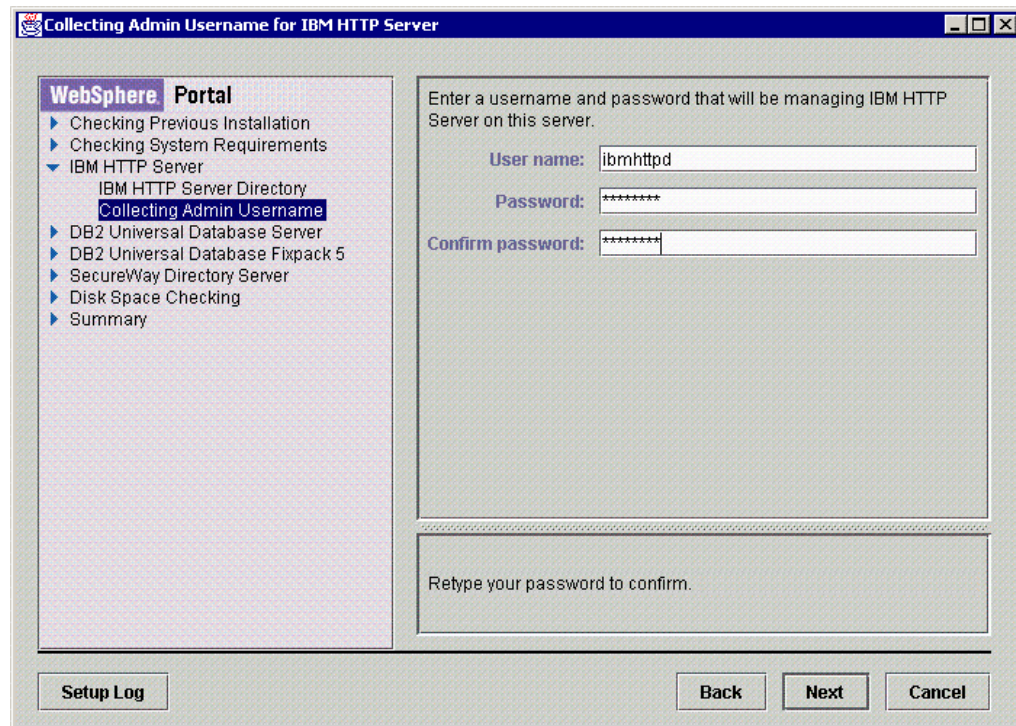 Collecting Admin Username for IBM HTTP Server
WebSphere Portal
Checking Previous Installation
Checking System Requirements
IBM HTTP Server
IBM HTTP Server Directory
Collecting Admin Username
DB2 Universal Database Server
DB2 Universal Database Fixpack 5
SecureWay Directory Server
Disk Space Checking
Summary
Enter a username and password that will be managing IBM HTTP
Server on this server.
User name: ibmhttpd
Password: ********
Confirm password: ********
Retype your password to confirm.
Setup Log
Back
Next
Cancel